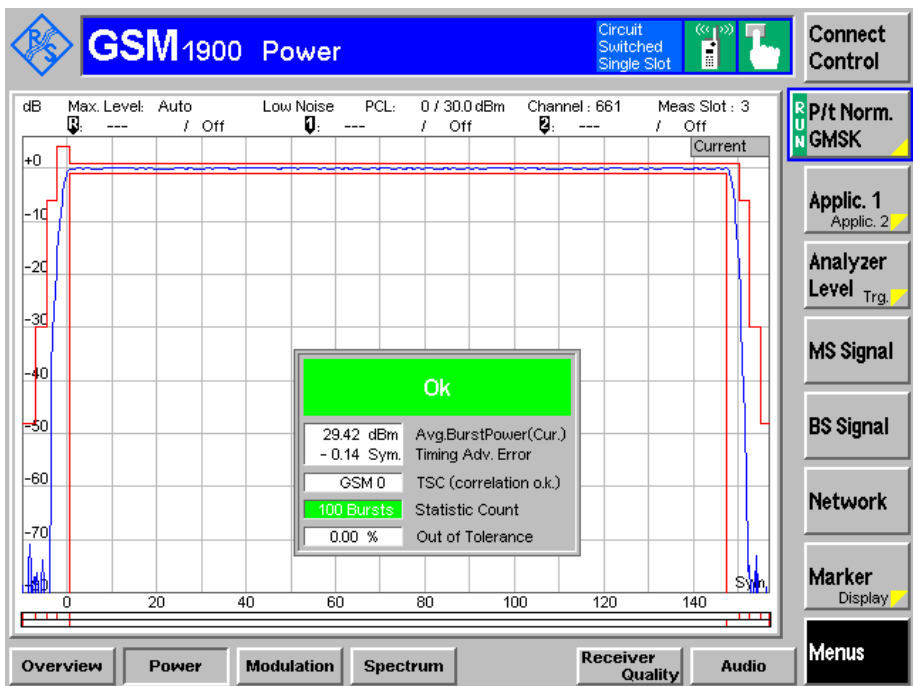 R&S GSM1900 Power Circuit Switched Single Slot Connect Control
dB Max. Level: Auto Low Noise PCL: 0 / 30.0 dBm Channel : 661 Meas Slot : 3
R: --- / Off 1: --- / Off 2: --- / Off
Current
RUN P/t Norm. GMSK
+0
-10
-20
-30
-40
-50
-60
-70
-80
Applic. 1
Applic. 2
Analyzer
Level Trg.
MS Signal
BS Signal
Network
Marker
Display
Menus
Ok
29.42 dBm Avg.BurstPower(Cur.)
- 0.14 Sym. Timing Adv. Error
GSM 0 TSC (correlation o.k.)
100 Bursts Statistic Count
0.00 % Out of Tolerance
Sym.
0 20 40 60 80 100 120 140
Overview Power Modulation Spectrum Receiver Quality Audio